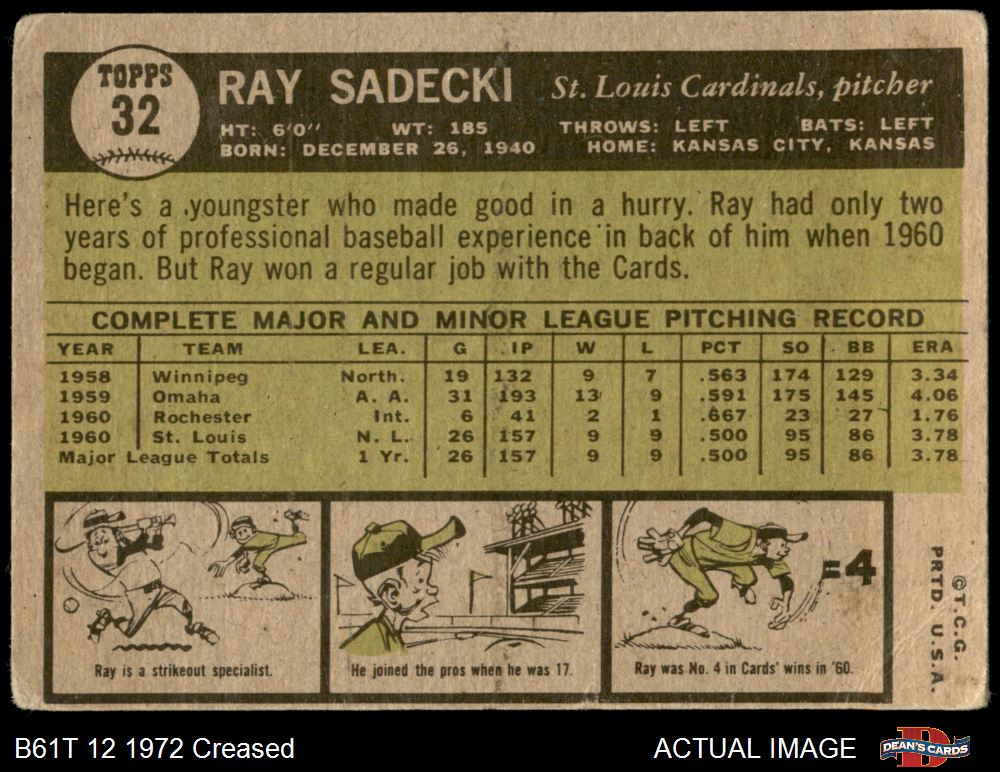 TOPPS
32
RAY SADECKI St. Louis Cardinals, pitcher
HT: 6'0" WT: 185 THROWS: LEFT BATS: LEFT
BORN: DECEMBER 26, 1940 HOME: KANSAS CITY, KANSAS
Here's a youngster who made good in a hurry. Ray had only two
years of professional baseball experience in back of him when 1960
began. But Ray won a regular job with the Cards.
COMPLETE MAJOR AND MINOR LEAGUE PITCHING RECORD
YEAR TEAM LEA. G IP W L PCT SO BB ERA
1958 Winnipeg North. 19 132 9 7 .563 174 129 3.34
1959 Omaha A. A. 31 193 13 9 .591 175 145 4.06
1960 Rochester Int. 6 41 2 1 .667 23 27 1.76
1960 St. Louis N. L. 26 157 9 9 .500 95 86 3.78
Major League Totals 1 Yr. 26 157 9 9 .500 95 86 3.78
=4
Ray is a strikeout specialist.
He joined the pros when he was 17.
Ray was No. 4 in Cards' wins in '60.
©T.C.G.
PRTD. U.S.A.
B61T 12 1972 Creased
ACTUAL IMAGE
DEAN'S CARDS